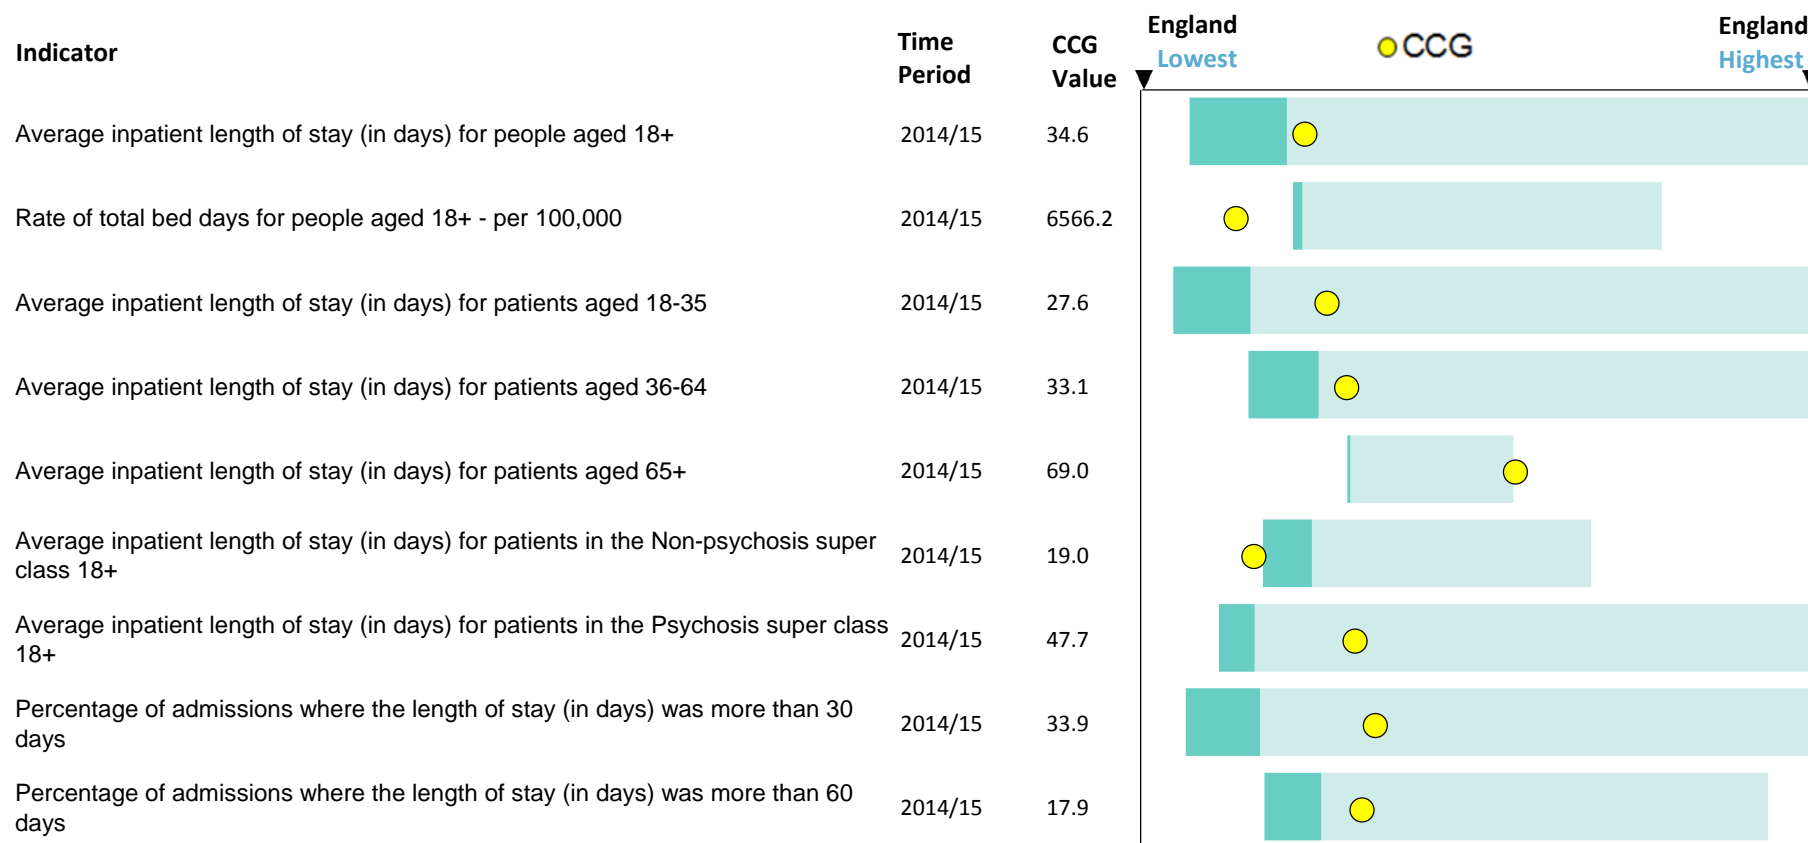 Indicator
Time
Period
CCG
Value
England
Lowest
CCG
England
Highest
Average inpatient length of stay (in days) for people aged 18+ 2014/15 34.6
Rate of total bed days for people aged 18+ - per 100,000 2014/15 6566.2
Average inpatient length of stay (in days) for patients aged 18-35 2014/15 27.6
Average inpatient length of stay (in days) for patients aged 36-64 2014/15 33.1
Average inpatient length of stay (in days) for patients aged 65+ 2014/15 69.0
Average inpatient length of stay (in days) for patients in the Non-psychosis super
class 18+
2014/15 19.0
Average inpatient length of stay (in days) for patients in the Psychosis super class
18+
2014/15 47.7
Percentage of admissions where the length of stay (in days) was more than 30
days
2014/15 33.9
Percentage of admissions where the length of stay (in days) was more than 60
days
2014/15 17.9